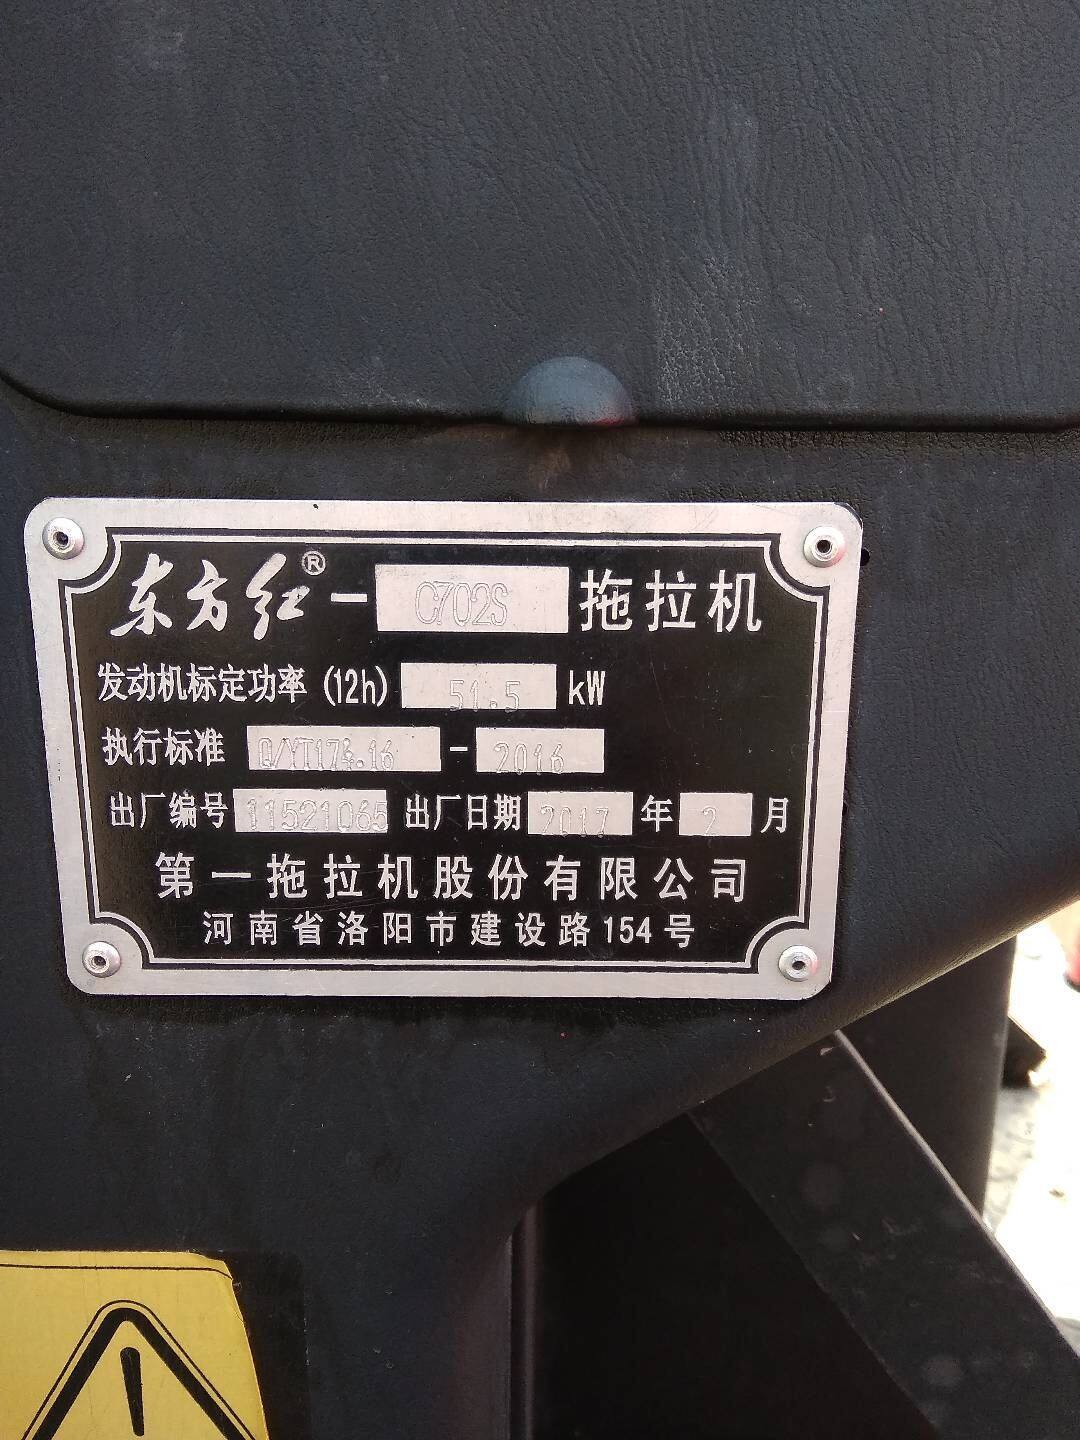 东方红®-C702S拖拉机
发动机标定功率(12h) 51.5 kW
执行标准 Q/YT174.16-2016
出厂编号 11521065 出厂日期 2017 年 2 月
第一拖拉机股份有限公司
河南省洛阳市建设路154号